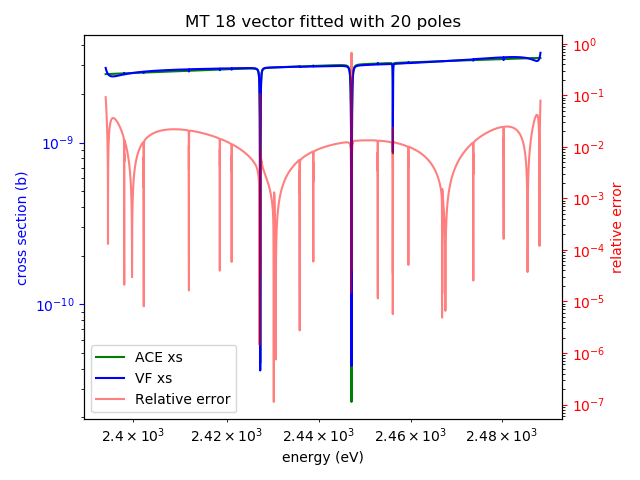 MT 18 vector fitted with 20 poles
cross section (b)
10⁻⁹
10⁻¹⁰
10⁰
10⁻¹
10⁻²
10⁻³
10⁻⁴
10⁻⁵
10⁻⁶
10⁻⁷
relative error
ACE xs
VF xs
Relative error
2.4 × 10³ 2.42 × 10³ 2.44 × 10³ 2.46 × 10³ 2.48 × 10³
energy (eV)